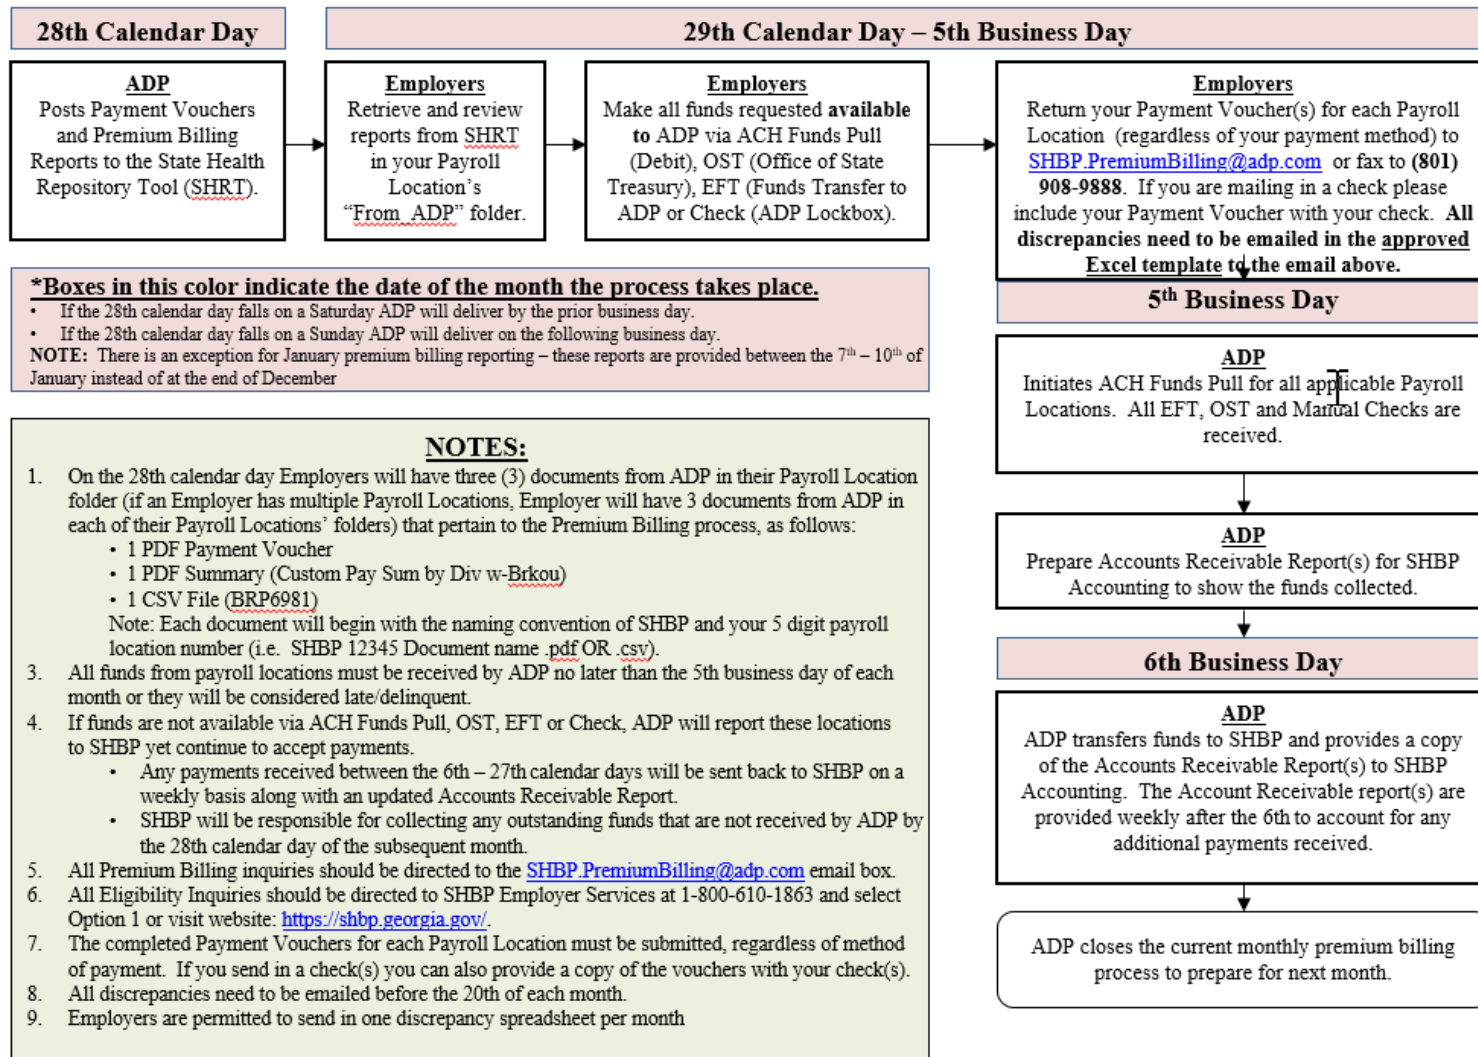 28th Calendar Day
29th Calendar Day – 5th Business Day
ADP
Posts Payment Vouchers
and Premium Billing
Reports to the State Health
Repository Tool (SHRT).
Employers
Retrieve and review
reports from SHRT
in your Payroll
Location’s
“From_ADP” folder.
Employers
Make all funds requested available
to ADP via ACH Funds Pull
(Debit), OST (Office of State
Treasury), EFT (Funds Transfer to
ADP or Check (ADP Lockbox).
Employers
Return your Payment Voucher(s) for each Payroll
Location (regardless of your payment method) to
SHBP.PremiumBilling@adp.com or fax to (801)
908-9888. If you are mailing in a check please
include your Payment Voucher with your check. All
discrepancies need to be emailed in the approved
Excel template to the email above.
*Boxes in this color indicate the date of the month the process takes place.
• If the 28th calendar day falls on a Saturday ADP will deliver by the prior business day.
• If the 28th calendar day falls on a Sunday ADP will deliver on the following business day.
NOTE: There is an exception for January premium billing reporting – these reports are provided between the 7th – 10th of
January instead of at the end of December
5th Business Day
ADP
Initiates ACH Funds Pull for all applicable Payroll
Locations. All EFT, OST and Manual Checks are
received.
ADP
Prepare Accounts Receivable Report(s) for SHBP
Accounting to show the funds collected.
6th Business Day
ADP
ADP transfers funds to SHBP and provides a copy
of the Accounts Receivable Report(s) to SHBP
Accounting. The Account Receivable report(s) are
provided weekly after the 6th to account for any
additional payments received.
ADP closes the current monthly premium billing
process to prepare for next month.
NOTES:
1. On the 28th calendar day Employers will have three (3) documents from ADP in their Payroll Location
folder (if an Employer has multiple Payroll Locations, Employer will have 3 documents from ADP in
each of their Payroll Locations’ folders) that pertain to the Premium Billing process, as follows:
• 1 PDF Payment Voucher
• 1 PDF Summary (Custom Pay Sum by Div w-Brkou)
• 1 CSV File (BRP6981)
Note: Each document will begin with the naming convention of SHBP and your 5 digit payroll
location number (i.e. SHBP 12345 Document name .pdf OR .csv).
3. All funds from payroll locations must be received by ADP no later than the 5th business day of each
month or they will be considered late/delinquent.
4. If funds are not available via ACH Funds Pull, OST, EFT or Check, ADP will report these locations
to SHBP yet continue to accept payments.
• Any payments received between the 6th – 27th calendar days will be sent back to SHBP on a
weekly basis along with an updated Accounts Receivable Report.
• SHBP will be responsible for collecting any outstanding funds that are not received by ADP by
the 28th calendar day of the subsequent month.
5. All Premium Billing inquiries should be directed to the SHBP.PremiumBilling@adp.com email box.
6. All Eligibility Inquiries should be directed to SHBP Employer Services at 1-800-610-1863 and select
Option 1 or visit website: https://shbp.georgia.gov/.
7. The completed Payment Vouchers for each Payroll Location must be submitted, regardless of method
of payment. If you send in a check(s) you can also provide a copy of the vouchers with your check(s).
8. All discrepancies need to be emailed before the 20th of each month.
9. Employers are permitted to send in one discrepancy spreadsheet per month